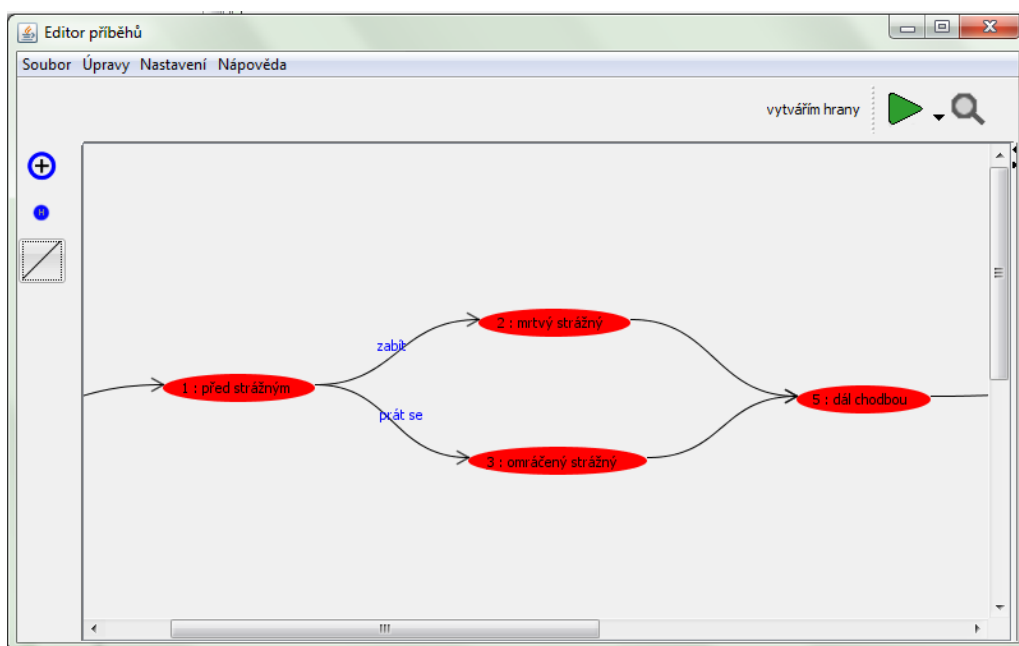 Editor příběhů
Soubor Úpravy Nastavení Nápověda
vytvářím hrany
H
2 : mrtvý strážný
zabít
1 : před strážným
5 : dál chodbou
prát se
3 : omráčený strážný